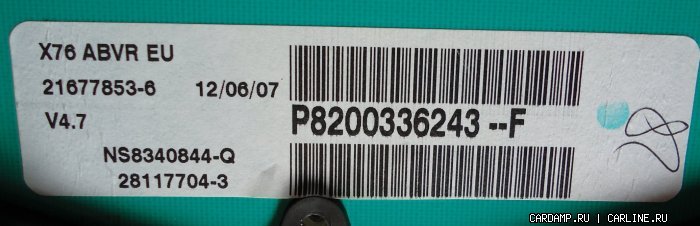 X76 ABVR EU
21677853-6 12/06/07
V4.7
P8200336243 --F
NS8340844-Q
28117704-3
CARDAMP.RU | CARLINE.RU